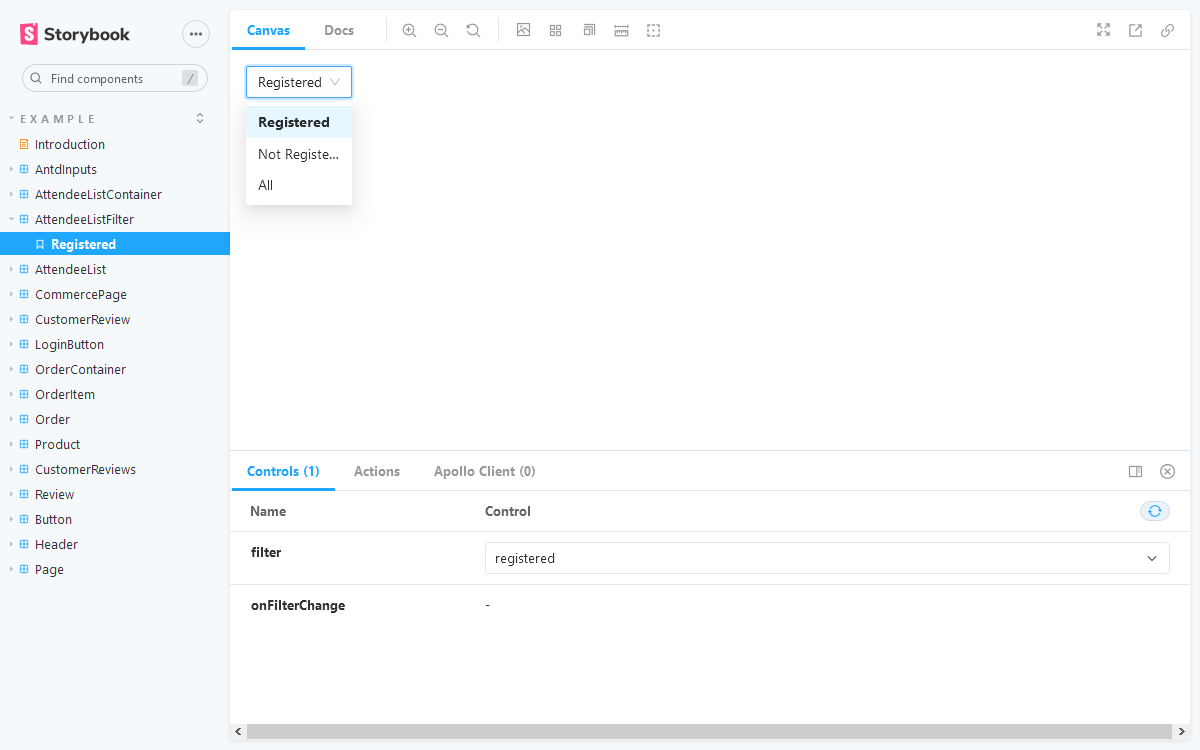 Storybook
Find components /
EXAMPLE
Introduction
AntdInputs
AttendeeListContainer
AttendeeListFilter
Registered
AttendeeList
CommercePage
CustomerReview
LoginButton
OrderContainer
OrderItem
Order
Product
CustomerReviews
Review
Button
Header
Page
Canvas Docs
Registered
Registered
Not Registe...
All
Controls (1) Actions Apollo Client (0)
Name Control
filter registered
onFilterChange -